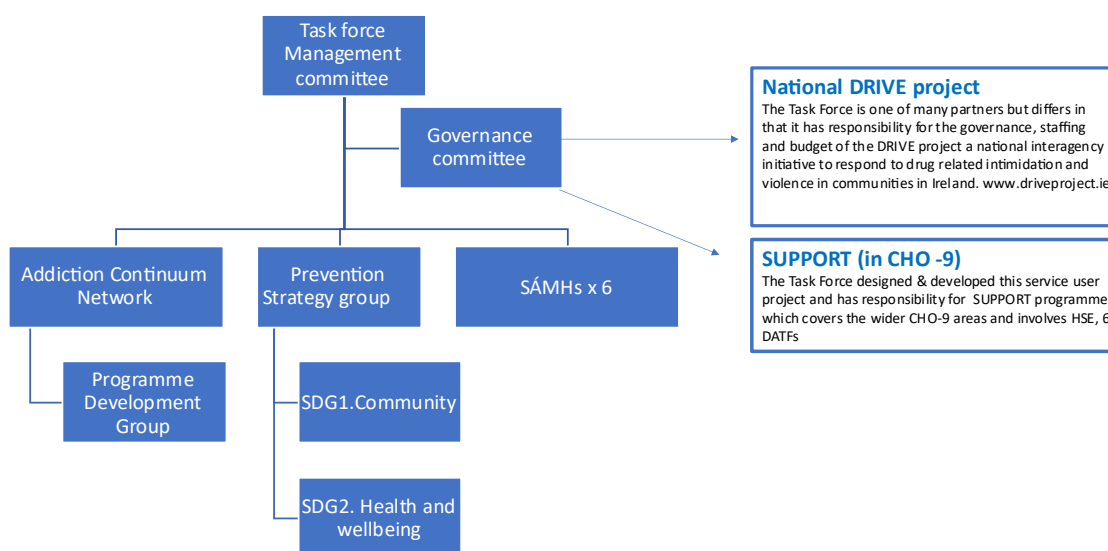 Task force
Management
committee
Governance
committee
National DRIVE project
The Task Force is one of many partners but differs in
that it has responsibility for the governance, staffing
and budget of the DRIVE project a national interagency
initiative to respond to drug related intimidation and
violence in communities in Ireland. www.driveproject.ie
SUPPORT (in CHO -9)
The Task Force designed & developed this service user
project and has responsibility for SUPPORT programme
which covers the wider CHO-9 areas and involves HSE, 6
DATFs
Addiction Continuum
Network
Prevention
Strategy group
SÁMHs x 6
Programme
Development
Group
SDG1.Community
SDG2. Health and
wellbeing